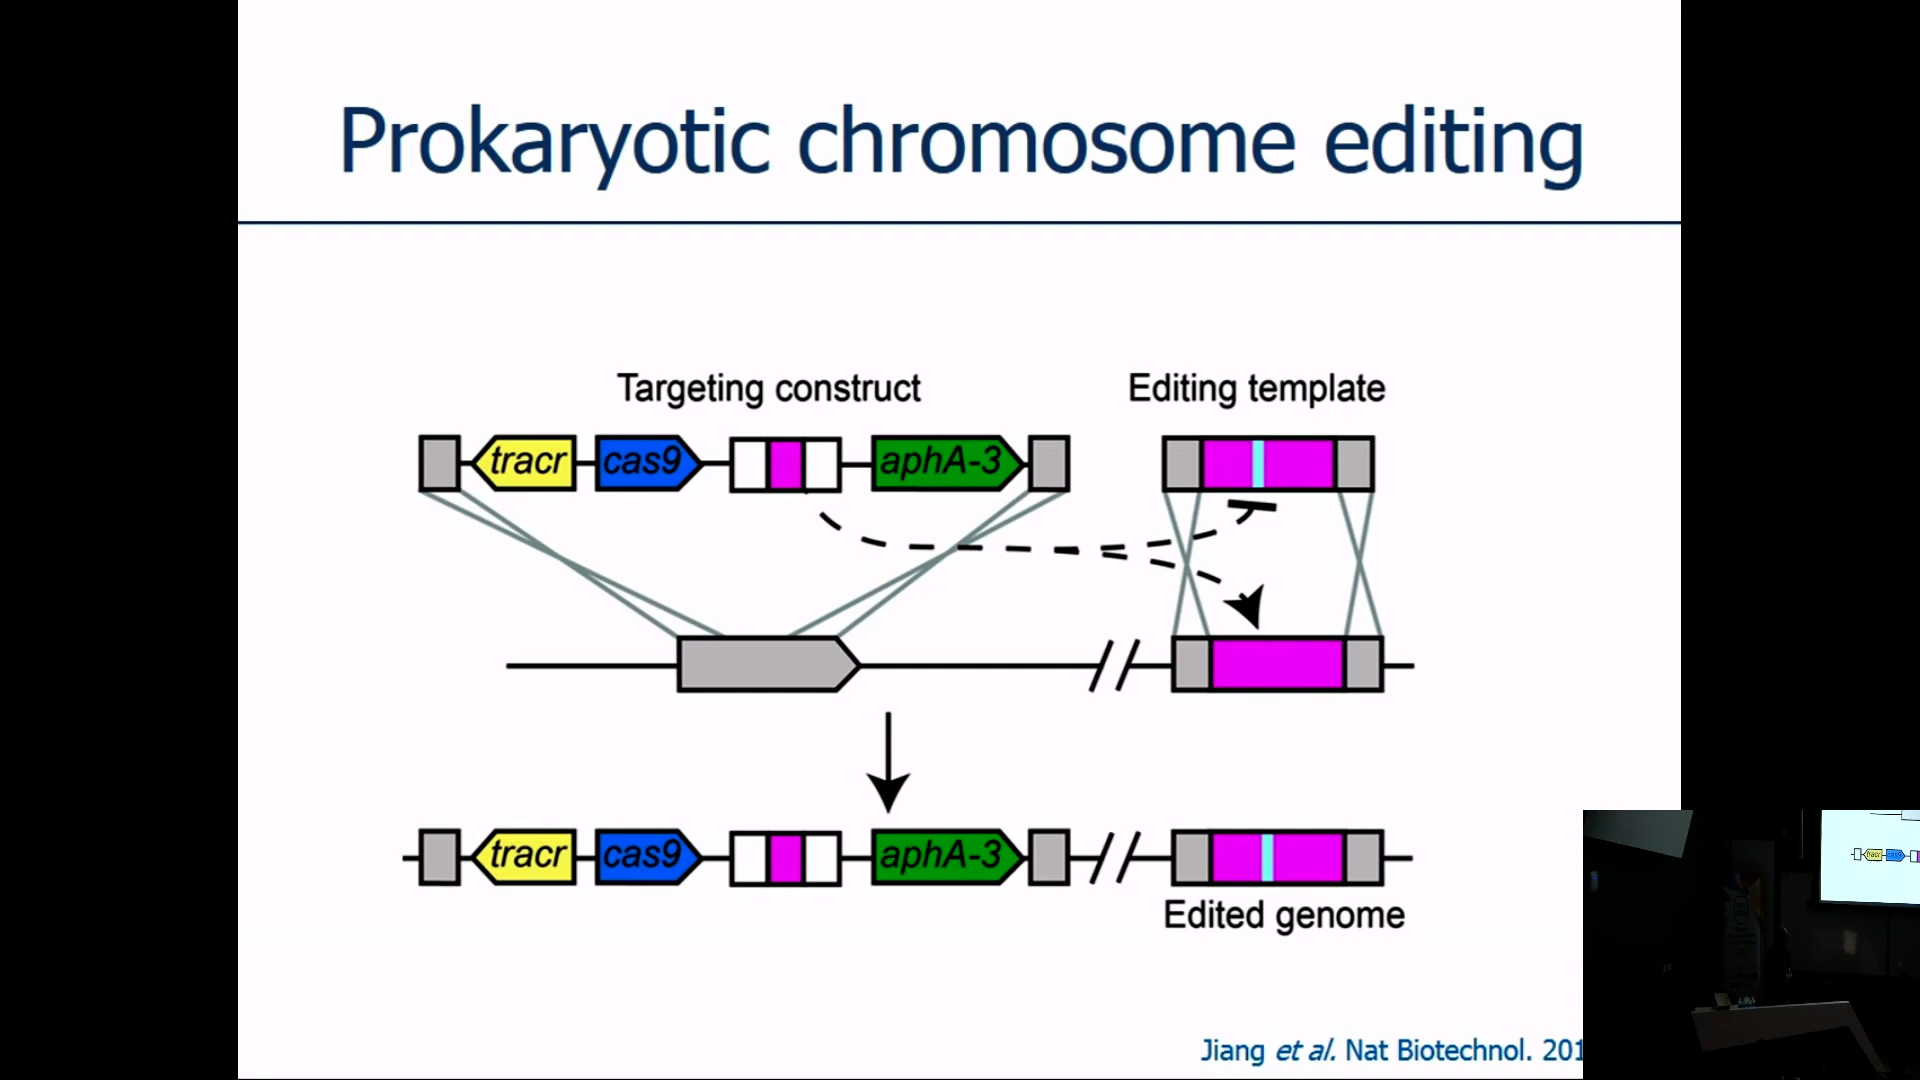 Prokaryotic chromosome editing
Targeting construct
Editing template
tracr cas9 aphA-3
tracr cas9 aphA-3
Edited genome
Jiang et al. Nat Biotechnol. 201